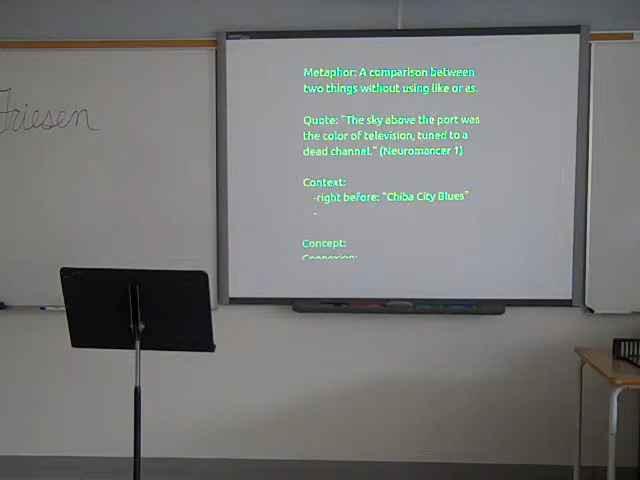 Friesen
Metaphor: A comparison between
two things without using like or as.
Quote: "The sky above the port was
the color of television, tuned to a
dead channel." (Neuromancer 1)
Context:
-right before: "Chiba City Blues"
-
Concept:
Connexion: